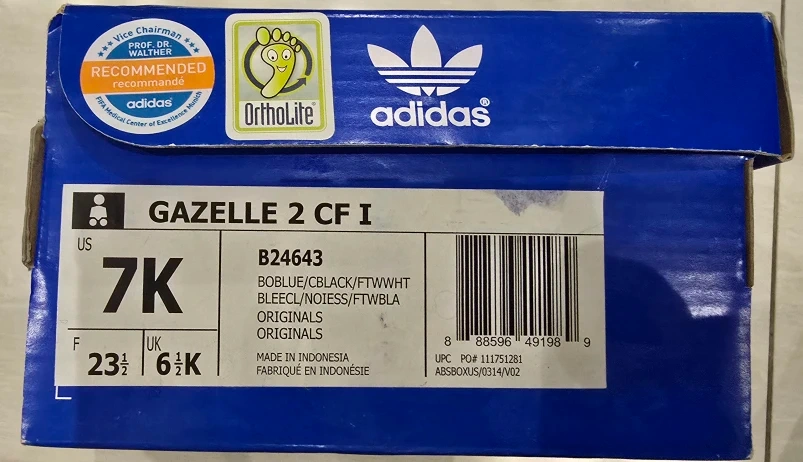 Vice Chairman
PROF. DR.
WALTHER
RECOMMENDED
recommandé
adidas
FIFA Medical Center of Excellence Munich
OrthoLite®
adidas®
GAZELLE 2 CF I
US
7K
F
23½
UK
6½K
B24643
BOBLUE/CBLACK/FTWWHT
BLEECL/NOIESS/FTWBLA
ORIGINALS
ORIGINALS
MADE IN INDONESIA
FABRIQUÉ EN INDONÉSIE
8 88596 49198 9
UPC PO# 111751281
ABSBOXUS/0314/V02